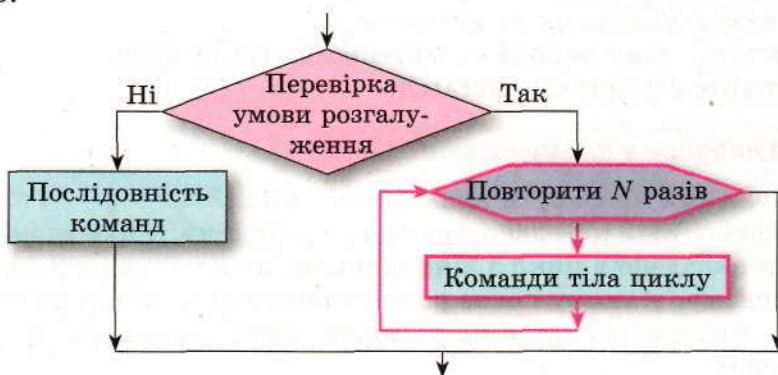 Перевірка
умови розгалу-
ження
Ні
Так
Послідовність
команд
Повторити N разів
Команди тіла циклу